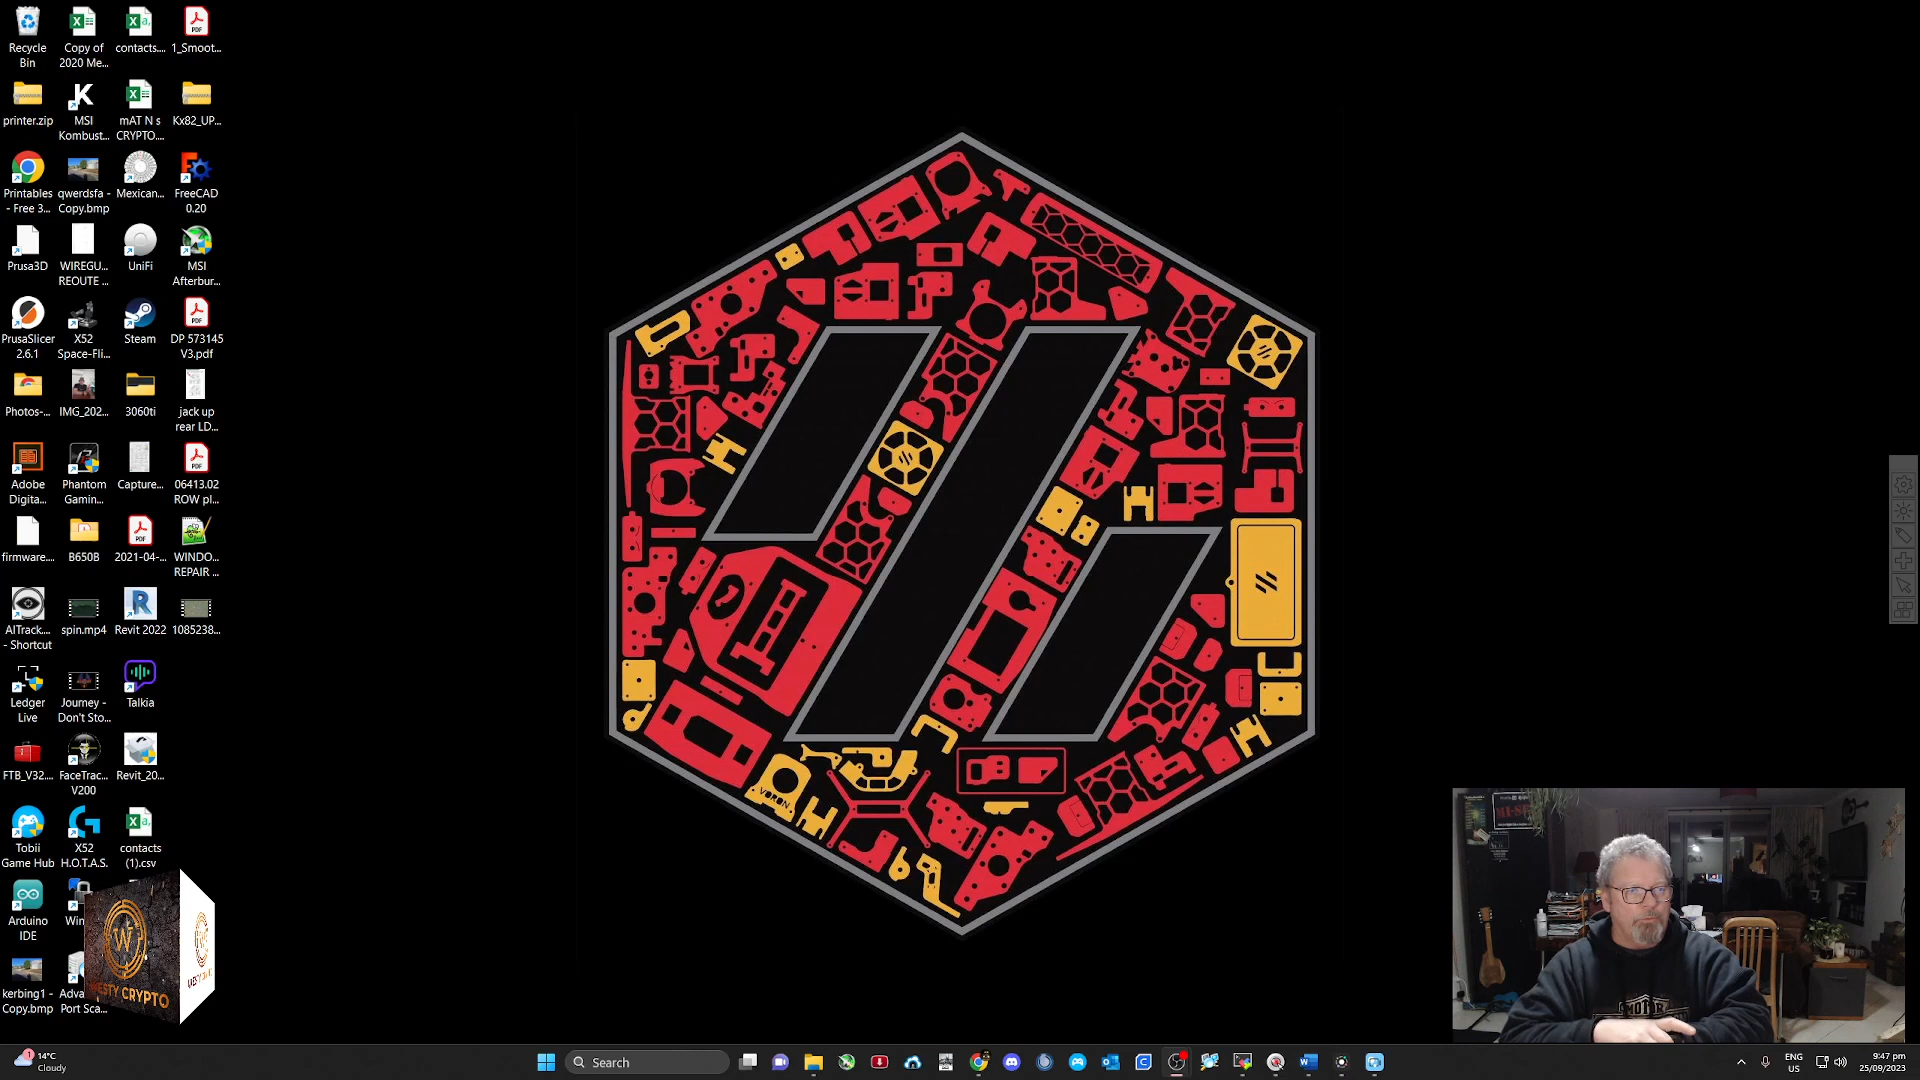 Recycle
Bin
Copy of
2020 Me...
contacts....
1_Smoot...
printer.zip
MSI
Kombust...
mAT N s
CRYPTO....
Kx82_UP...
Printables
- Free 3...
qwerdsfa -
Copy.bmp
Mexican...
FreeCAD
0.20
Prusa3D
WIREGU...
REOUTE ...
UniFi
MSI
Afterbur...
PrusaSlicer
2.6.1
X52
Space-Fli...
Steam
DP 573145
V3.pdf
Photos-...
IMG_202...
3060ti
jack up
rear LD...
Adobe
Digita...
Phantom
Gamin...
Capture...
06413.02
ROW pl...
firmware...
B650B
2021-04-...
WINDO...
REPAIR ...
AITrack....
- Shortcut
spin.mp4
Revit 2022
1085238...
Ledger
Live
Journey -
Don't Sto...
Talkia
FTB_V32....
FaceTrac...
V200
Revit_20...
Tobii
Game Hub
X52
H.O.T.A.S.
contacts
(1).csv
Arduino
IDE
Win
kerbing1 -
Copy.bmp
Adva
Port Sca...
W
WESTY CRYPTO
VORON
14°C
Cloudy
Search
ENG
US
9:47 pm
25/09/2023